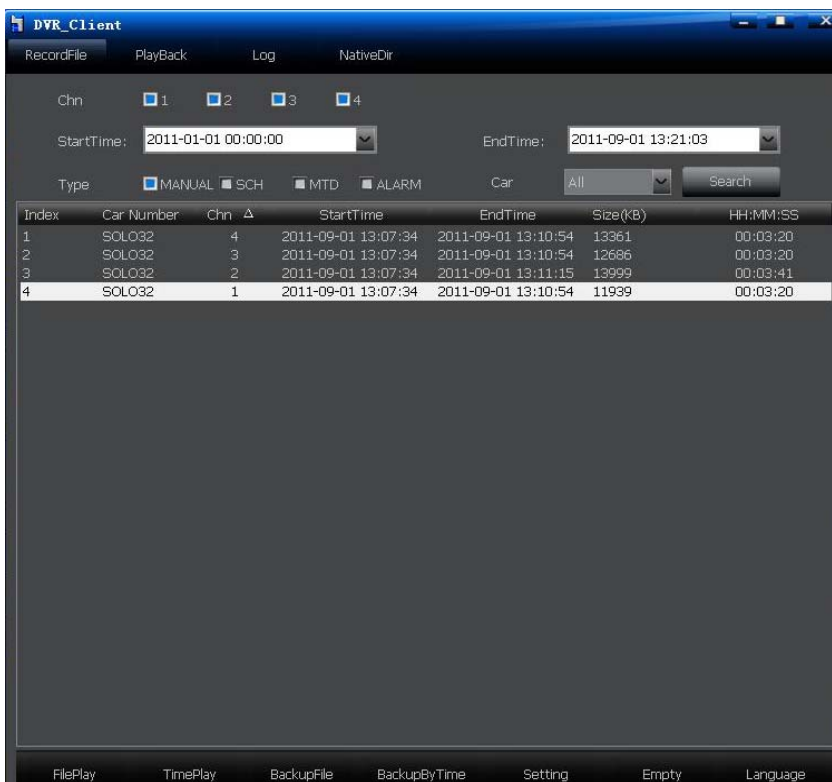 DVR_Client
RecordFile PlayBack Log NativeDir
Chn 1 2 3 4
StartTime: 2011-01-01 00:00:00 EndTime: 2011-09-01 13:21:03
Type MANUAL SCH MTD ALARM Car All Search
Index Car Number Chn Δ StartTime EndTime Size(KB) HH:MM:SS
1 SOLO32 4 2011-09-01 13:07:34 2011-09-01 13:10:54 13361 00:03:20
2 SOLO32 3 2011-09-01 13:07:34 2011-09-01 13:10:54 12686 00:03:20
3 SOLO32 2 2011-09-01 13:07:34 2011-09-01 13:11:15 13999 00:03:41
4 SOLO32 1 2011-09-01 13:07:34 2011-09-01 13:10:54 11939 00:03:20
FilePlay TimePlay BackupFile BackupByTime Setting Empty Language